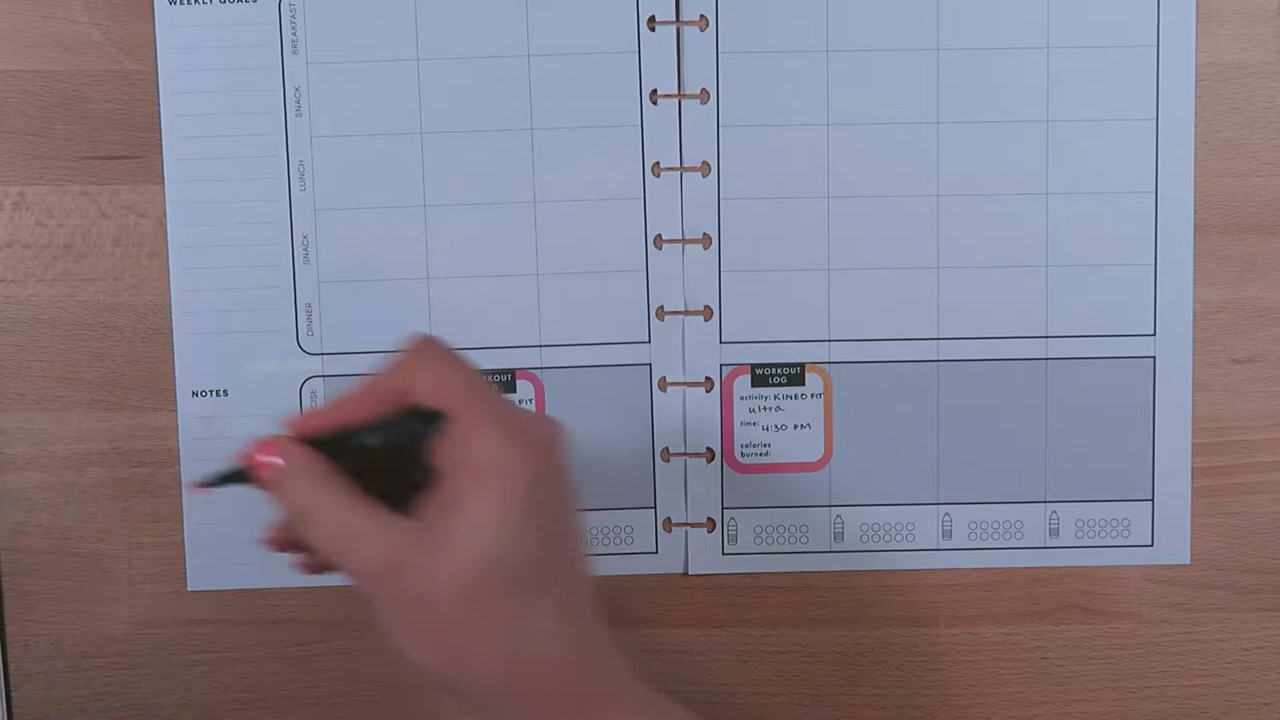 WEEKLY GOALS
BREAKFAST
SNACK
LUNCH
SNACK
DINNER
NOTES
FIT
WORKOUT
LOG
activity: KINEO FIT
ultra
time: 4:30 PM
calories
burned: